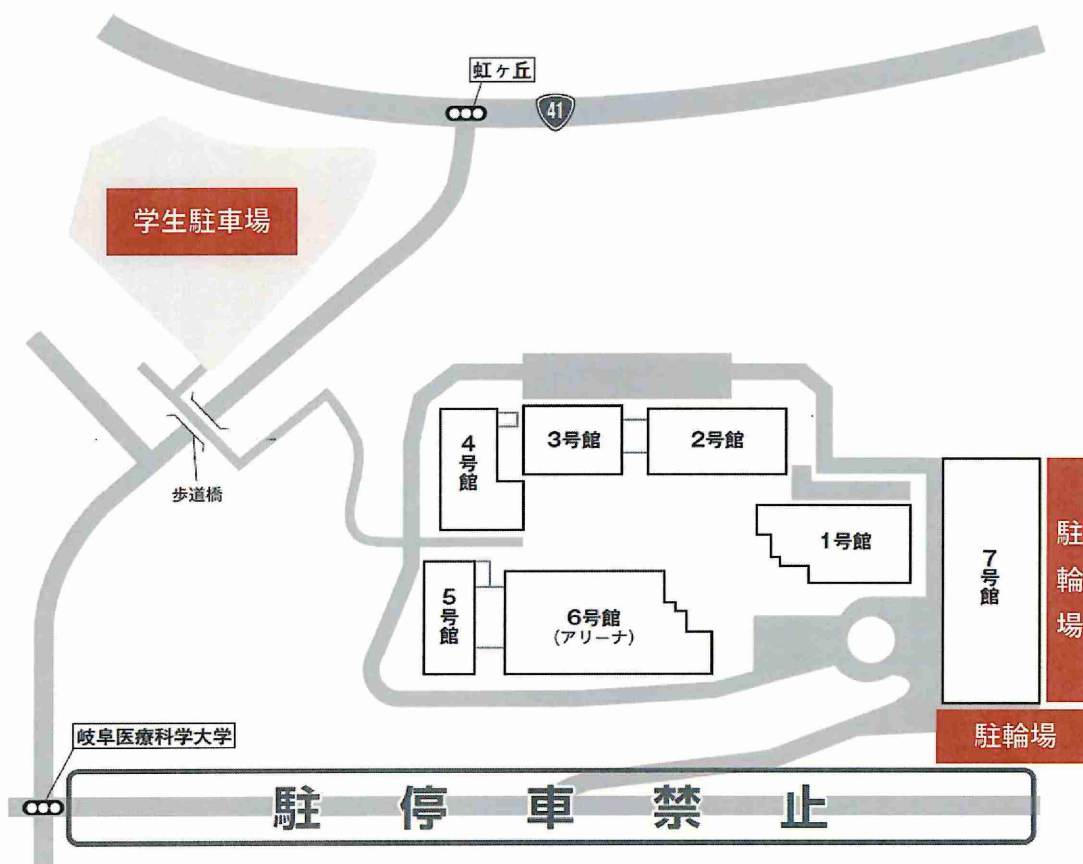 虹ヶ丘
41
学生駐車場
歩道橋
4号館
3号館
2号館
1号館
7号館
駐輪場
5号館
6号館
(アリーナ)
駐輪場
岐阜医療科学大学
駐停車禁止